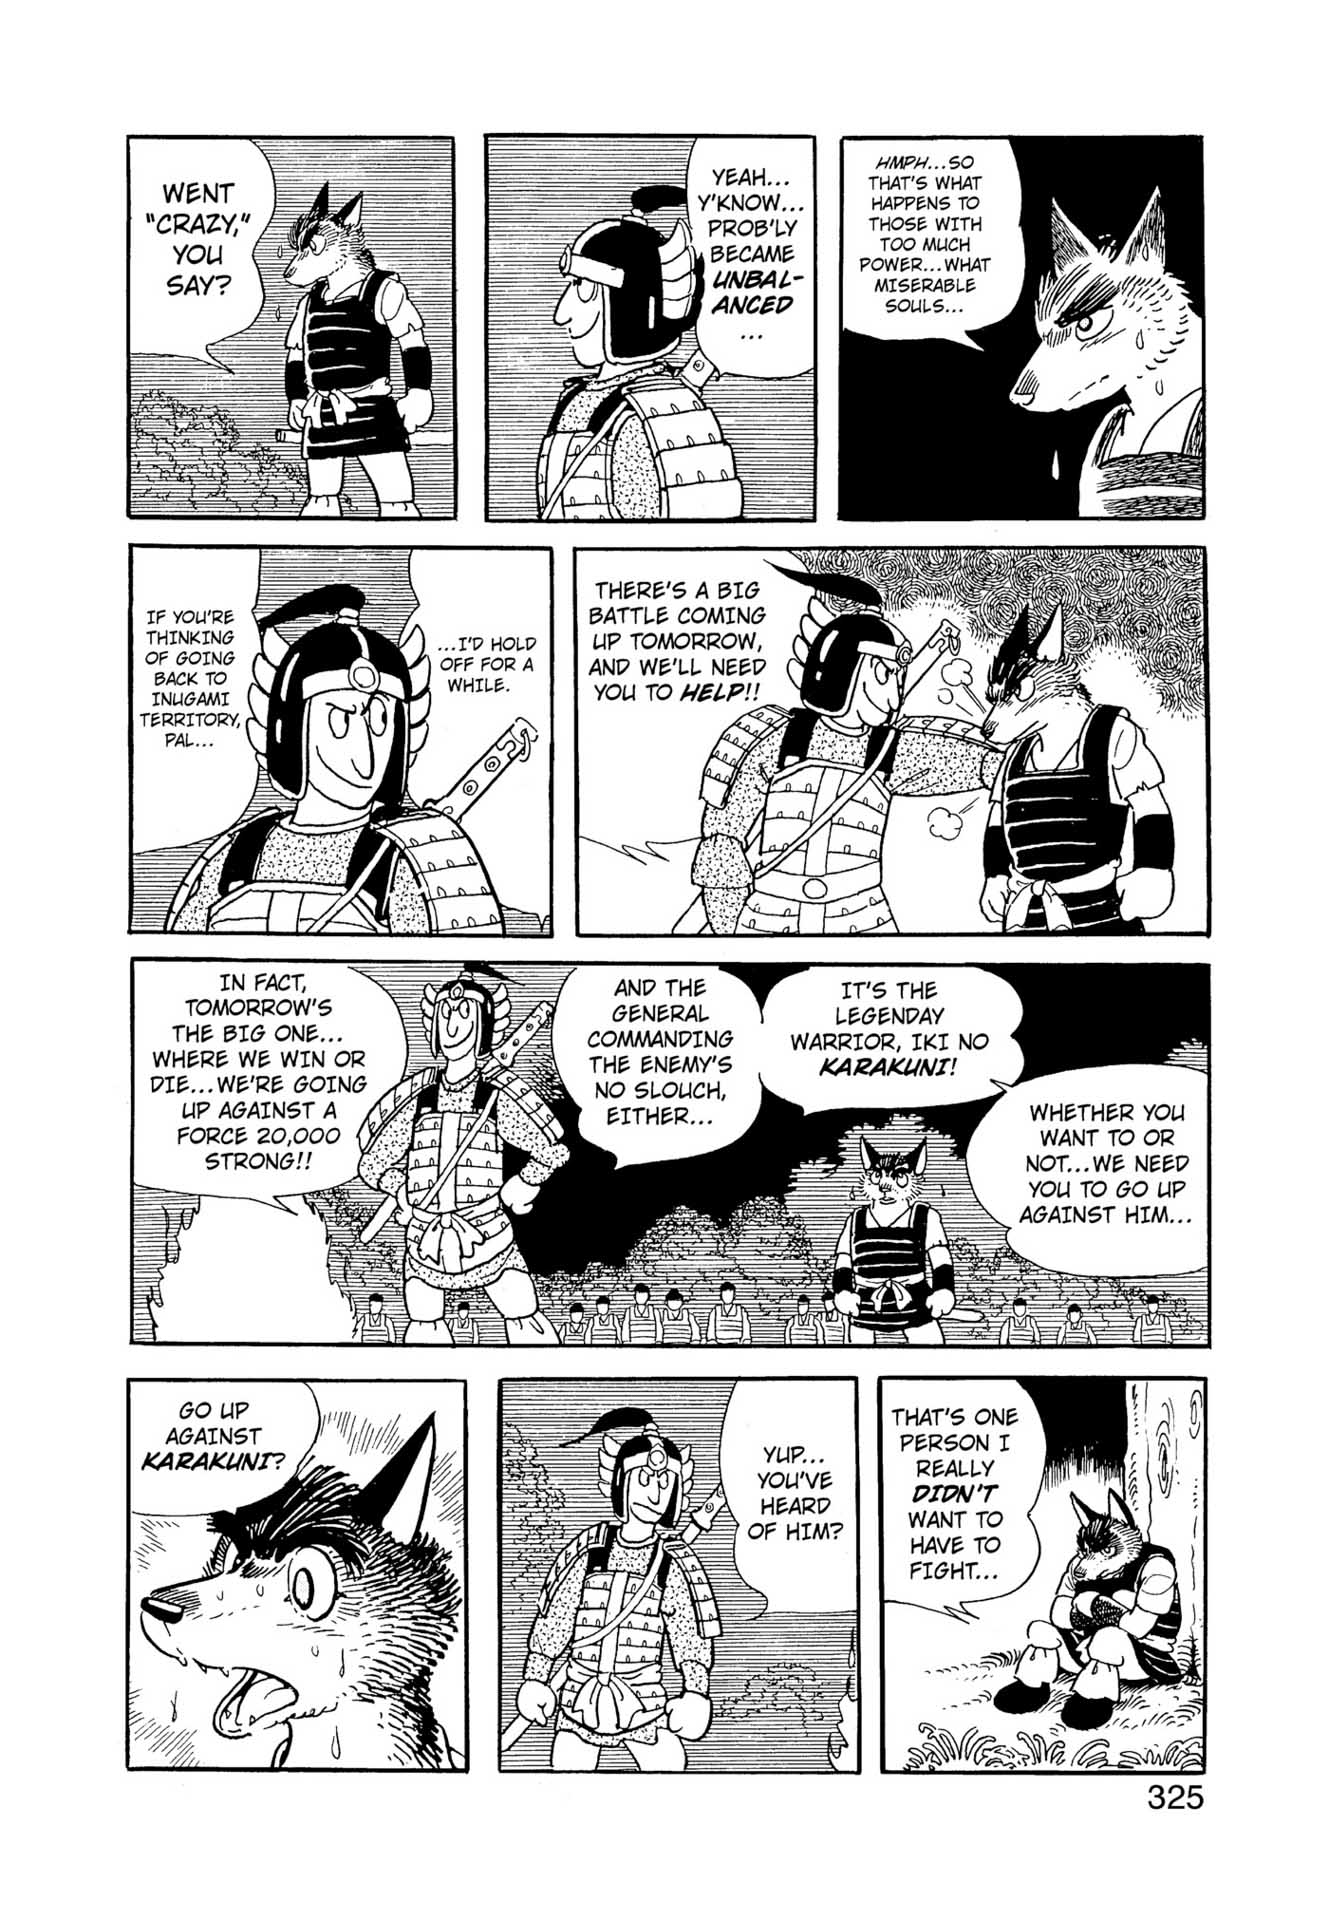 WENT
"CRAZY,"
YOU
SAY?
YEAH...
Y'KNOW...
PROB'LY
BECAME
UNBAL-
ANCED
...
HMPH...SO
THAT'S WHAT
HAPPENS TO
THOSE WITH
TOO MUCH
POWER...WHAT
MISERABLE
SOULS...
IF YOU'RE
THINKING
OF GOING
BACK TO
INUGAMI
TERRITORY,
PAL...
...I'D HOLD
OFF FOR A
WHILE.
THERE'S A BIG
BATTLE COMING
UP TOMORROW,
AND WE'LL NEED
YOU TO HELP!!
IN FACT,
TOMORROW'S
THE BIG ONE...
WHERE WE WIN OR
DIE...WE'RE GOING
UP AGAINST A
FORCE 20,000
STRONG!!
AND THE
GENERAL
COMMANDING
THE ENEMY'S
NO SLOUCH,
EITHER...
IT'S THE
LEGENDAY
WARRIOR, IKI NO
KARAKUNI!
WHETHER YOU
WANT TO OR
NOT...WE NEED
YOU TO GO UP
AGAINST HIM...
GO UP
AGAINST
KARAKUNI?
YUP...
YOU'VE
HEARD
OF HIM?
THAT'S ONE
PERSON I
REALLY
DIDN'T
WANT TO
HAVE TO
FIGHT...
325